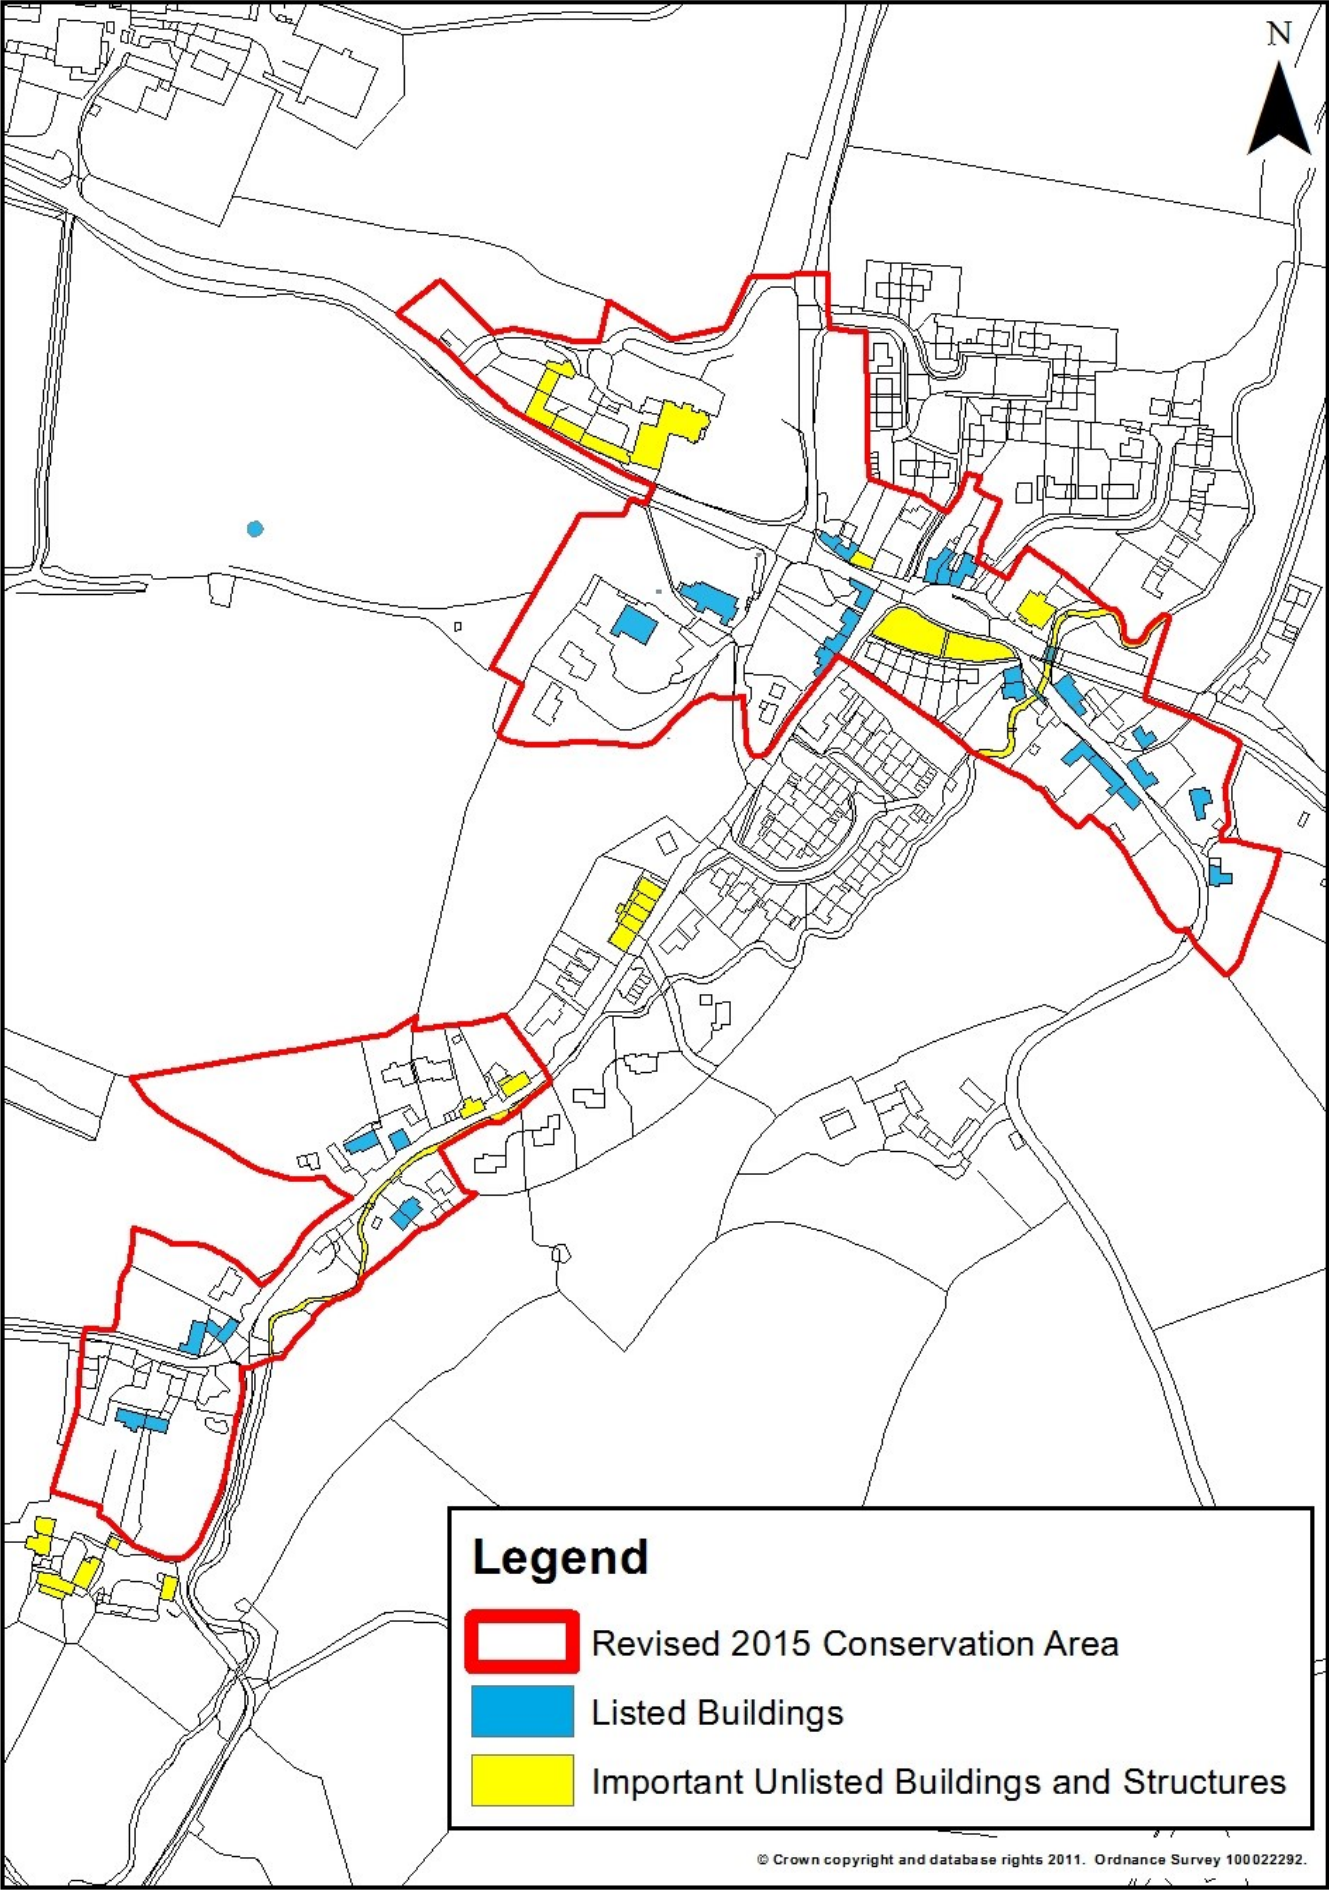 N
Legend
Revised 2015 Conservation Area
Listed Buildings
Important Unlisted Buildings and Structures
© Crown copyright and database rights 2011. Ordnance Survey 100022292.